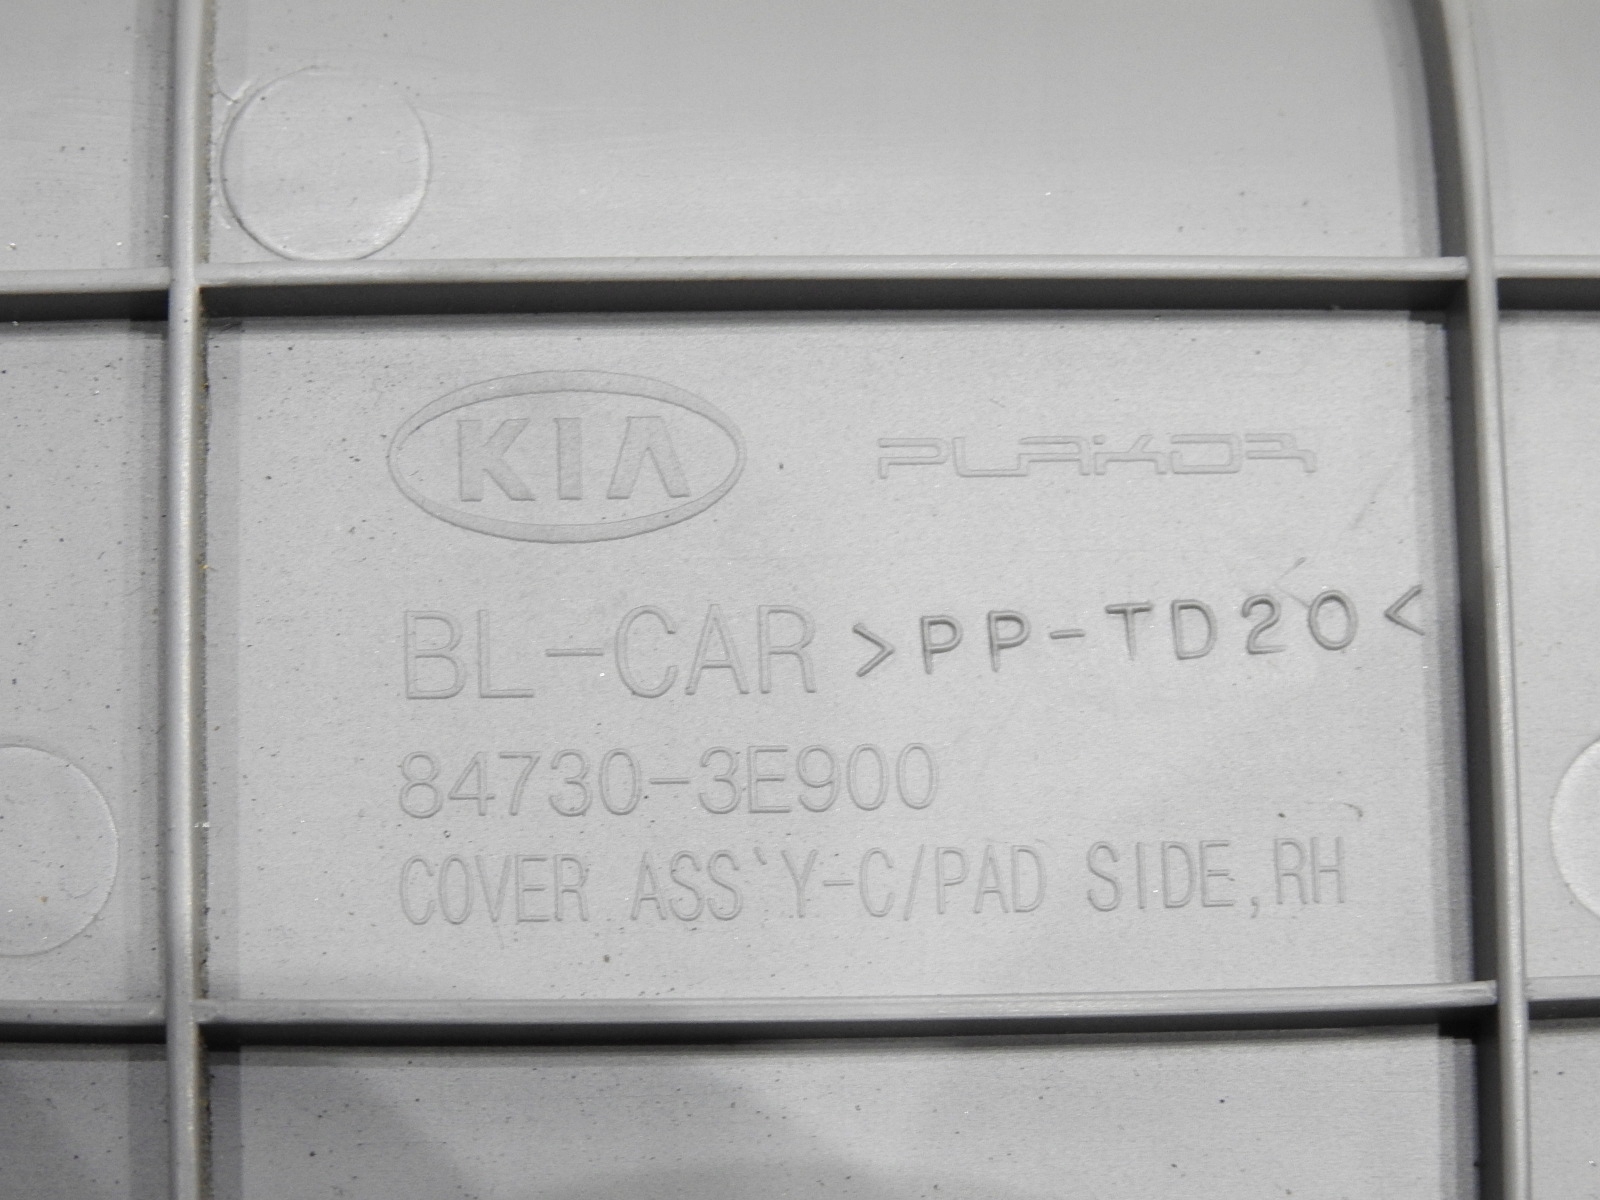 KIA PLAKOR
BL-CAR >PP-TD20<
84730-3E900
COVER ASS'Y-C/PAD SIDE,RH